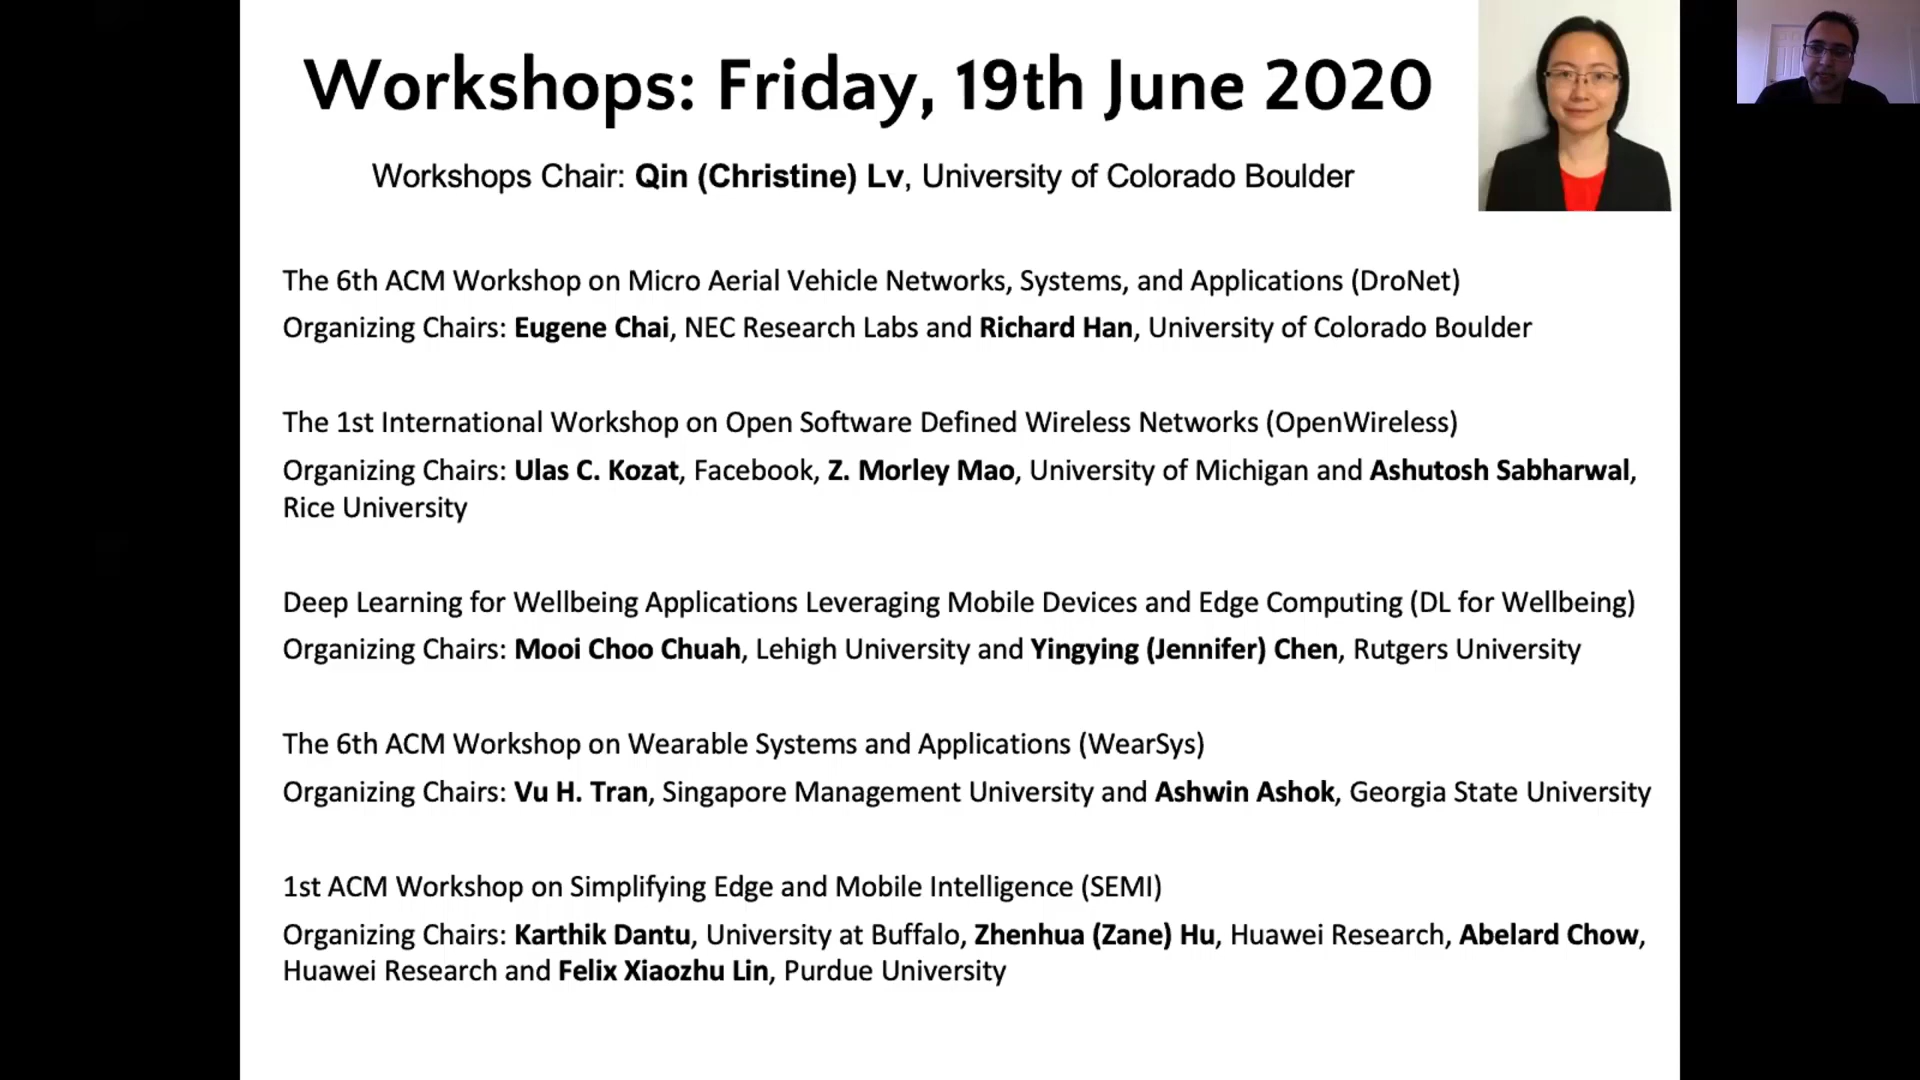 Workshops: Friday, 19th June 2020
Workshops Chair: Qin (Christine) Lv, University of Colorado Boulder
The 6th ACM Workshop on Micro Aerial Vehicle Networks, Systems, and Applications (DroNet)
Organizing Chairs: Eugene Chai, NEC Research Labs and Richard Han, University of Colorado Boulder
The 1st International Workshop on Open Software Defined Wireless Networks (OpenWireless)
Organizing Chairs: Ulas C. Kozat, Facebook, Z. Morley Mao, University of Michigan and Ashutosh Sabharwal,
Rice University
Deep Learning for Wellbeing Applications Leveraging Mobile Devices and Edge Computing (DL for Wellbeing)
Organizing Chairs: Mooi Choo Chuah, Lehigh University and Yingying (Jennifer) Chen, Rutgers University
The 6th ACM Workshop on Wearable Systems and Applications (WearSys)
Organizing Chairs: Vu H. Tran, Singapore Management University and Ashwin Ashok, Georgia State University
1st ACM Workshop on Simplifying Edge and Mobile Intelligence (SEMI)
Organizing Chairs: Karthik Dantu, University at Buffalo, Zhenhua (Zane) Hu, Huawei Research, Abelard Chow,
Huawei Research and Felix Xiaozhu Lin, Purdue University